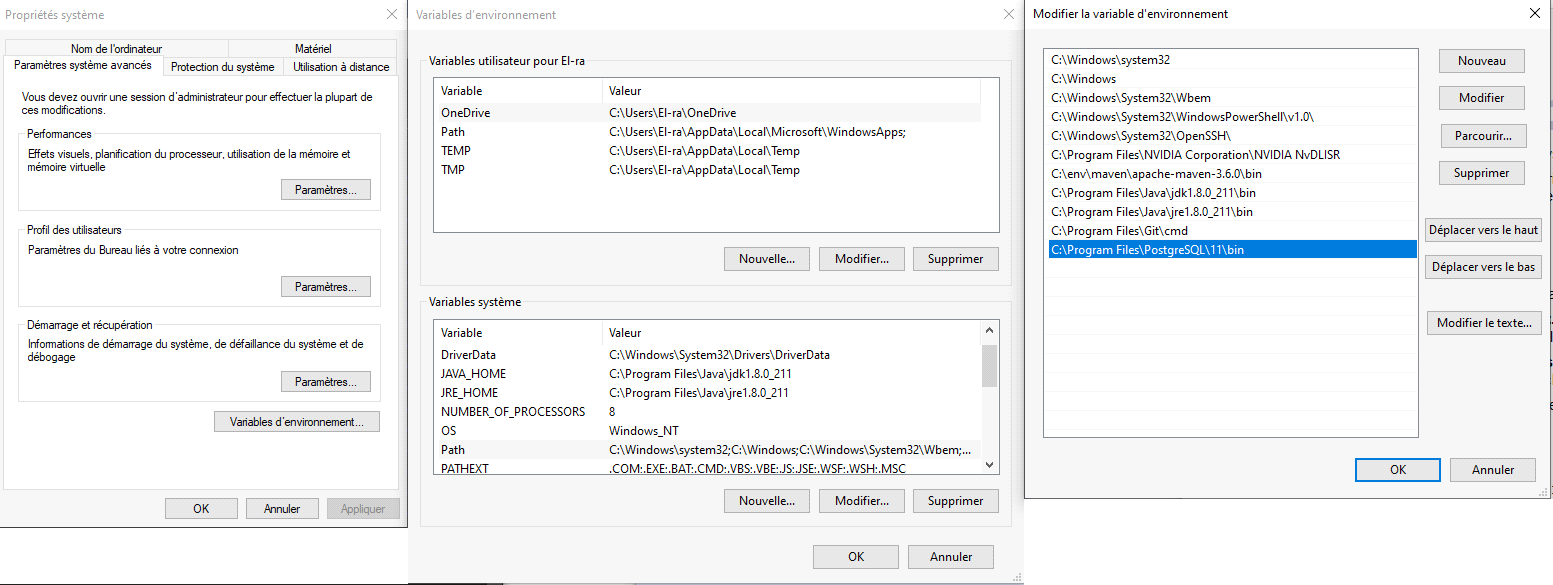 Propriétés système
Nom de l'ordinateur
Matériel
Paramètres système avancés
Protection du système
Utilisation à distance
Vous devez ouvrir une session d'administrateur pour effectuer la plupart de
ces modifications.
Performances
Effets visuels, planification du processeur, utilisation de la mémoire et
mémoire virtuelle
Paramètres...
Profil des utilisateurs
Paramètres du Bureau liés à votre connexion
Paramètres...
Démarrage et récupération
Informations de démarrage du système, de défaillance du système et de
débogage
Paramètres...
Variables d'environnement...
OK
Annuler
Appliquer
Variables d'environnement
Variables utilisateur pour El-ra
Variable Valeur
OneDrive C:\Users\El-ra\OneDrive
Path C:\Users\El-ra\AppData\Local\Microsoft\WindowsApps;
TEMP C:\Users\El-ra\AppData\Local\Temp
TMP C:\Users\El-ra\AppData\Local\Temp
Nouvelle...
Modifier...
Supprimer
Variables système
Variable Valeur
DriverData C:\Windows\System32\Drivers\DriverData
JAVA_HOME C:\Program Files\Java\jdk1.8.0_211
JRE_HOME C:\Program Files\Java\jre1.8.0_211
NUMBER_OF_PROCESSORS 8
OS Windows_NT
Path C:\Windows\system32;C:\Windows;C:\Windows\System32\Wbem;...
PATHEXT .COM;.EXE;.BAT;.CMD;.VBS;.VBE;.JS;.JSE;.WSF;.WSH;.MSC
Nouvelle...
Modifier...
Supprimer
OK
Annuler
Modifier la variable d'environnement
C:\Windows\system32
C:\Windows
C:\Windows\System32\Wbem
C:\Windows\System32\WindowsPowerShell\v1.0\
C:\Windows\System32\OpenSSH\
C:\Program Files\NVIDIA Corporation\NVIDIA NvDLISR
C:\env\maven\apache-maven-3.6.0\bin
C:\Program Files\Java\jdk1.8.0_211\bin
C:\Program Files\Java\jre1.8.0_211\bin
C:\Program Files\Git\cmd
C:\Program Files\PostgreSQL\11\bin
Nouveau
Modifier
Parcourir...
Supprimer
Déplacer vers le haut
Déplacer vers le bas
Modifier le texte...
OK
Annuler